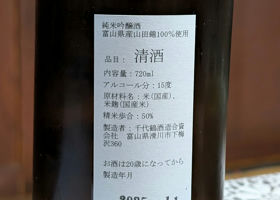 純米吟醸酒
富山県産山田錦100%使用
品目： 清酒
内容量：720ml
アルコール分：15度
原材料名：米(国産)、
米麹(国産米)
精米歩合：50%
製造者：千代鶴酒造合資
会社 富山県滑川市下梅
沢360
お酒は20歳になってから
製造年月